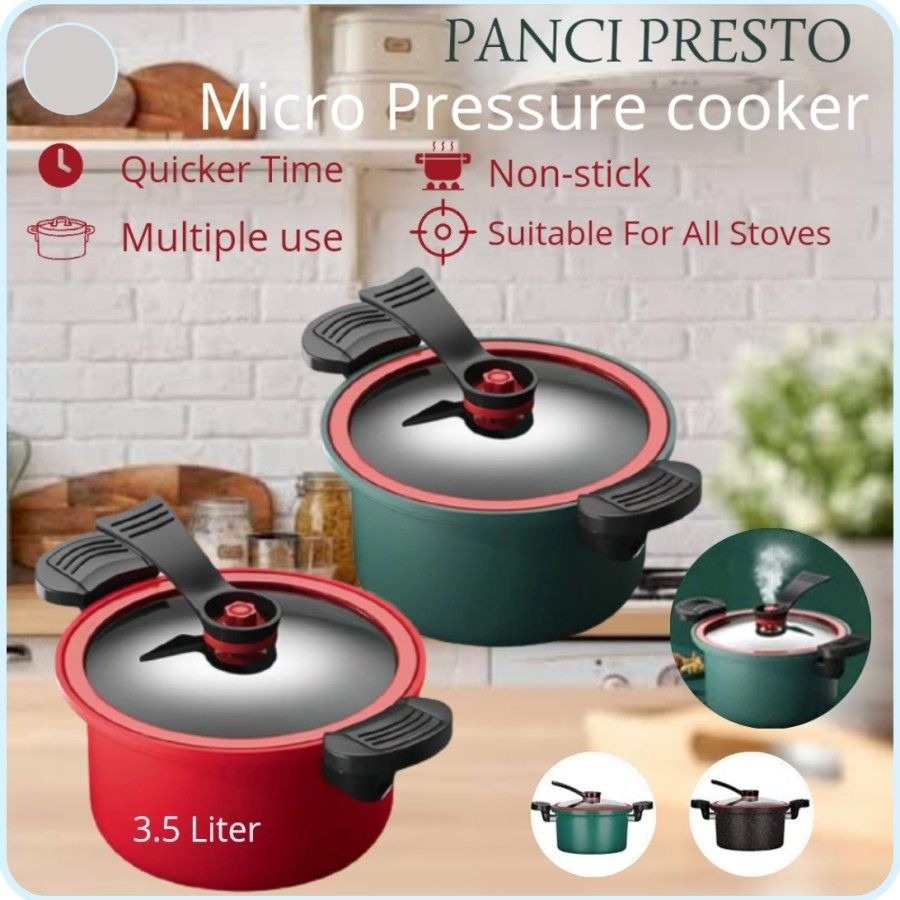 PANCI PRESTO
Micro Pressure cooker
Quicker Time
Non-stick
Multiple use
Suitable For All Stoves
3.5 Liter